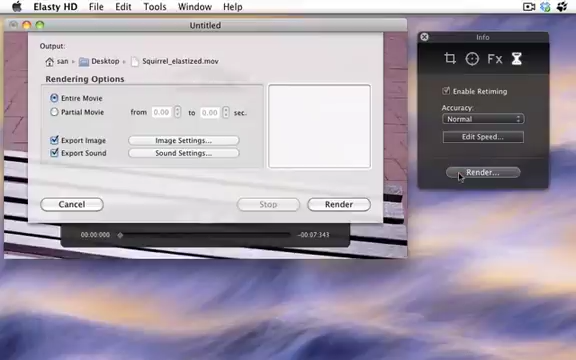 Elasty HD File Edit Tools Window Help
Untitled
Output:
san Desktop Squirrel_elastized.mov
Rendering Options
Entire Movie
Partial Movie from 0.00 to 0.00 sec.
Export Image Image Settings...
Export Sound Sound Settings...
Cancel Stop Render
00:00:000 -00:07:343
Info
Fx
Enable Retiming
Accuracy:
Normal
Edit Speed...
Render...